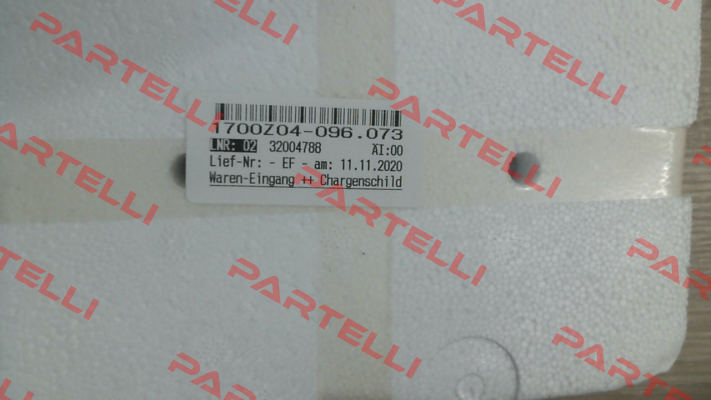 PARTELLI
PARTELLI
PARTELLI
1700Z04-096.073
LNR: 02 32004788 ÄI:00
Lief-Nr: - EF - am: 11.11.2020
Waren-Eingang ++ Chargenschild
PARTELLI
PARTELLI
PARTELLI
PARTELLI